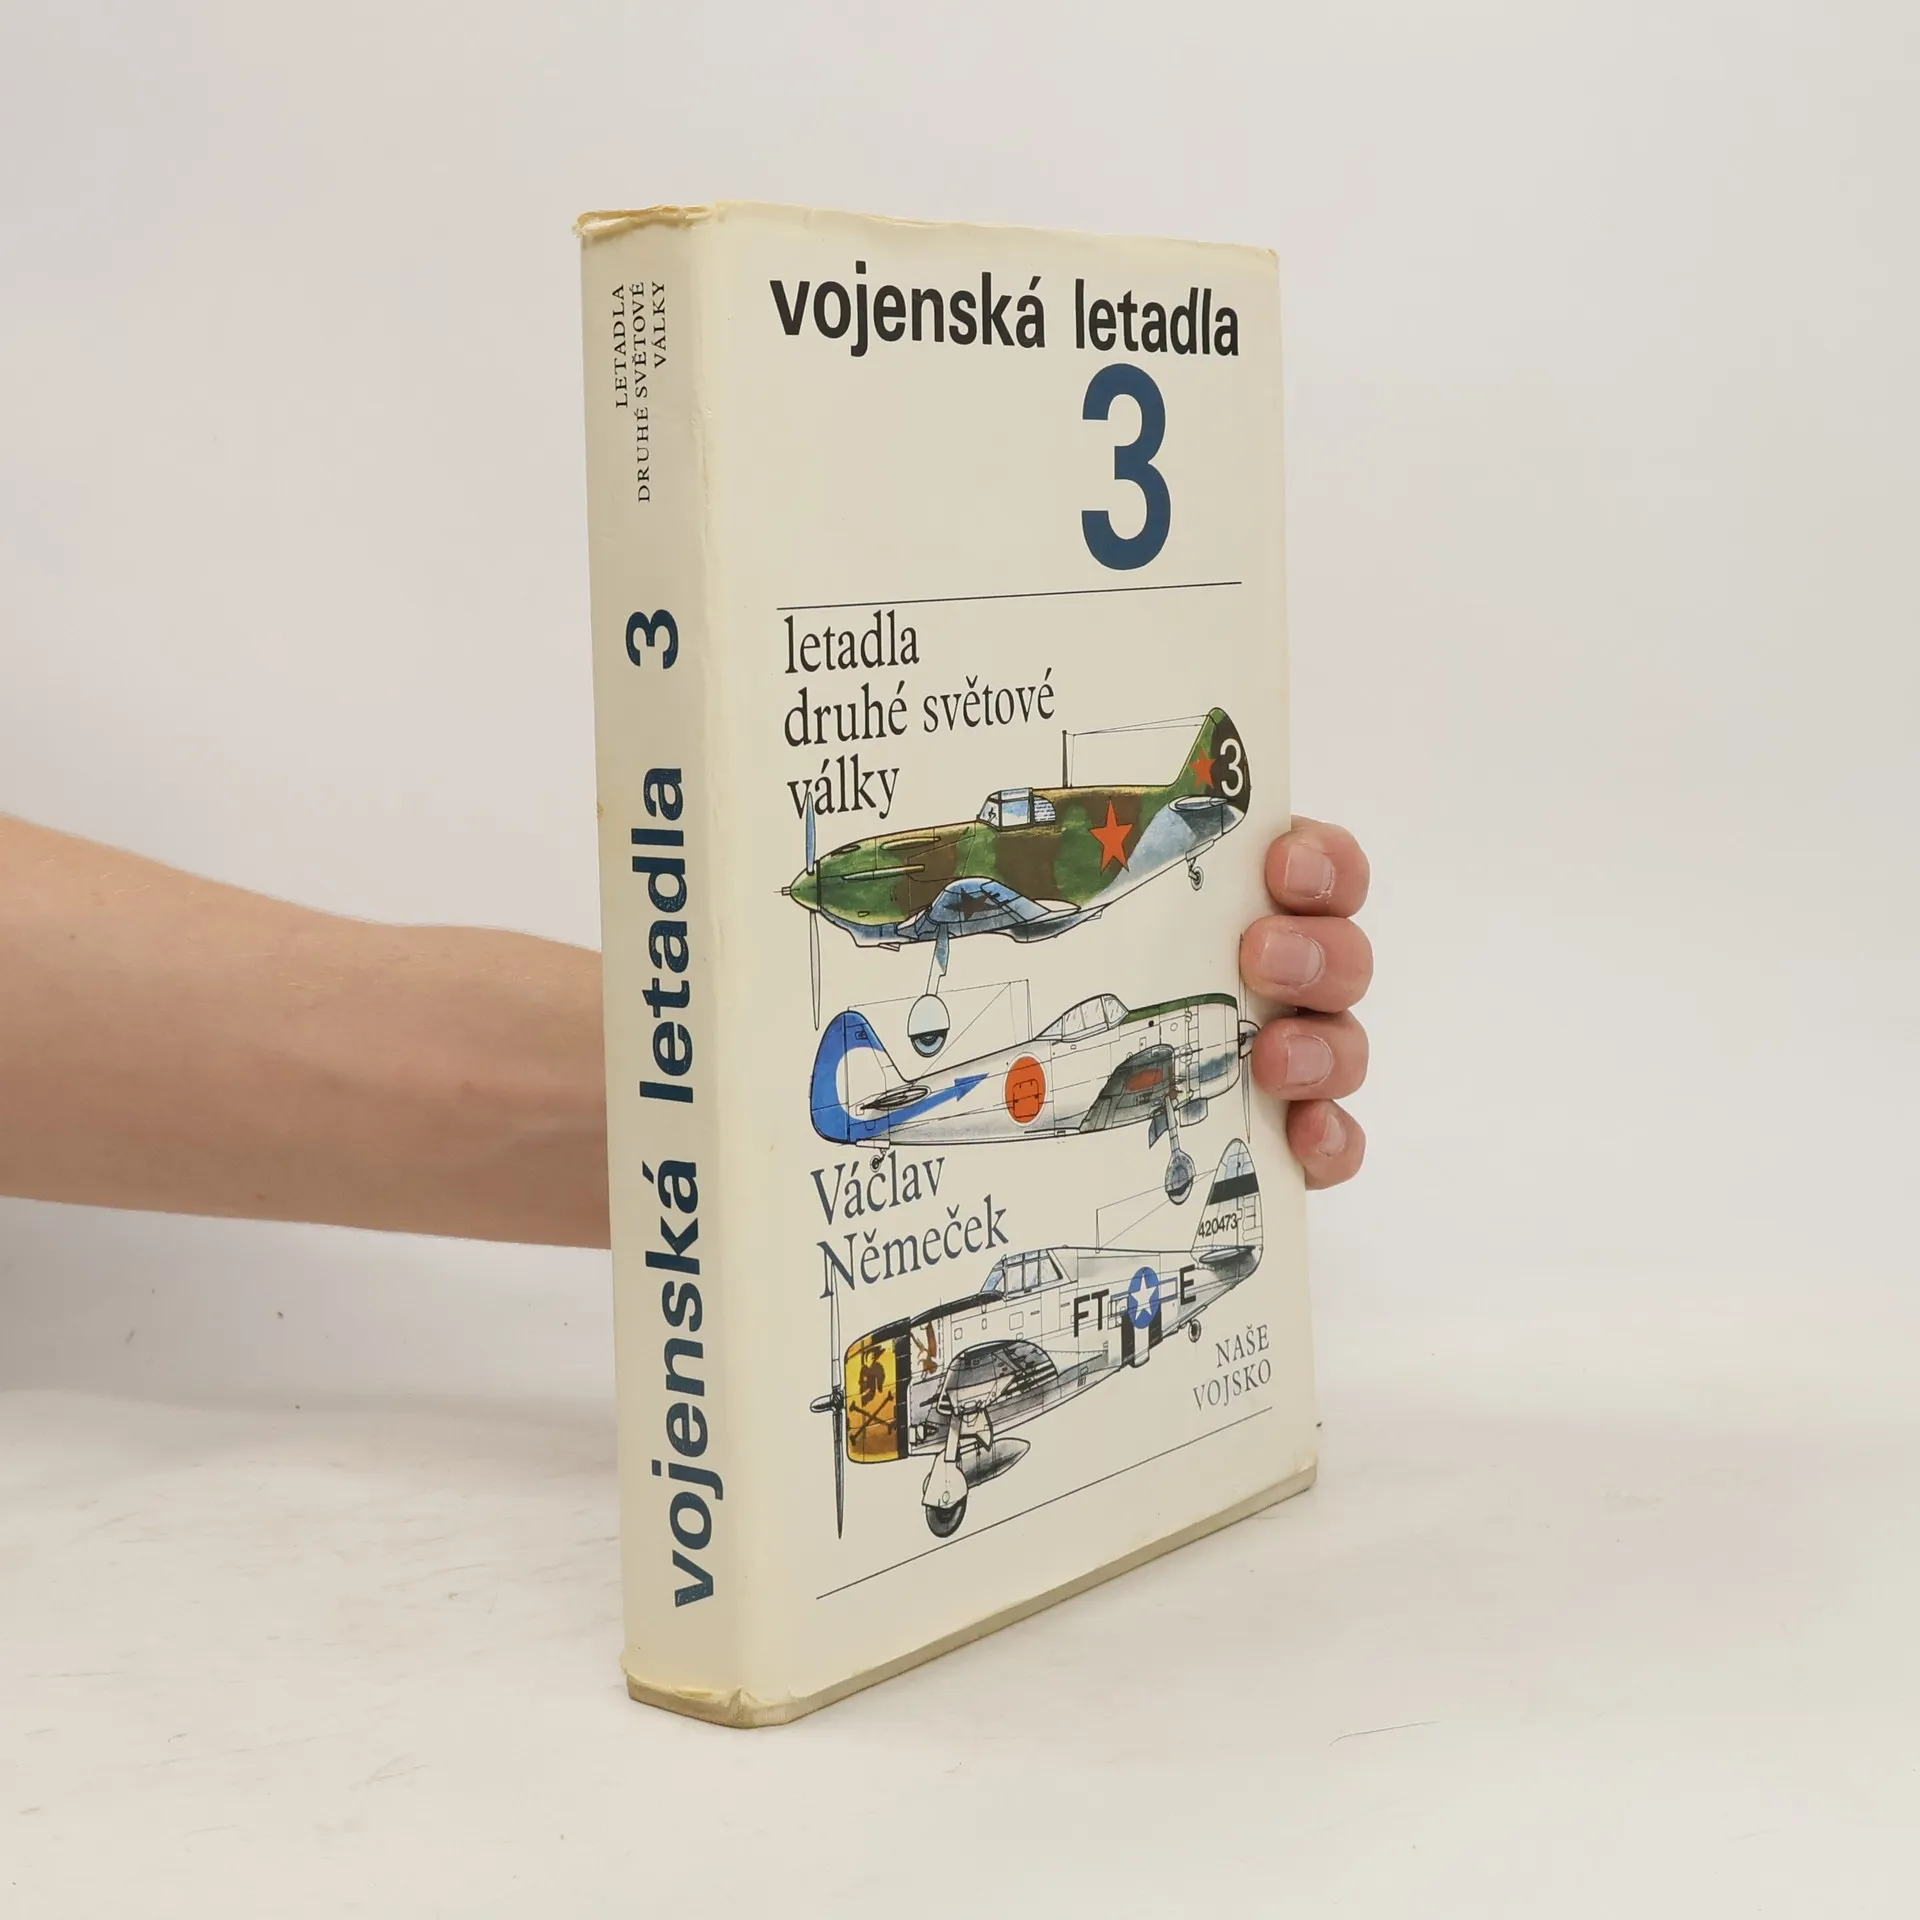 LETADLA
DRUHÉ SVĚTOVÉ
VÁLKY
vojenská letadla 3
vojenská letadla
3
letadla
druhé světové
války
3
Václav
Němeček
420473
FT E
NAŠE
VOJSKO